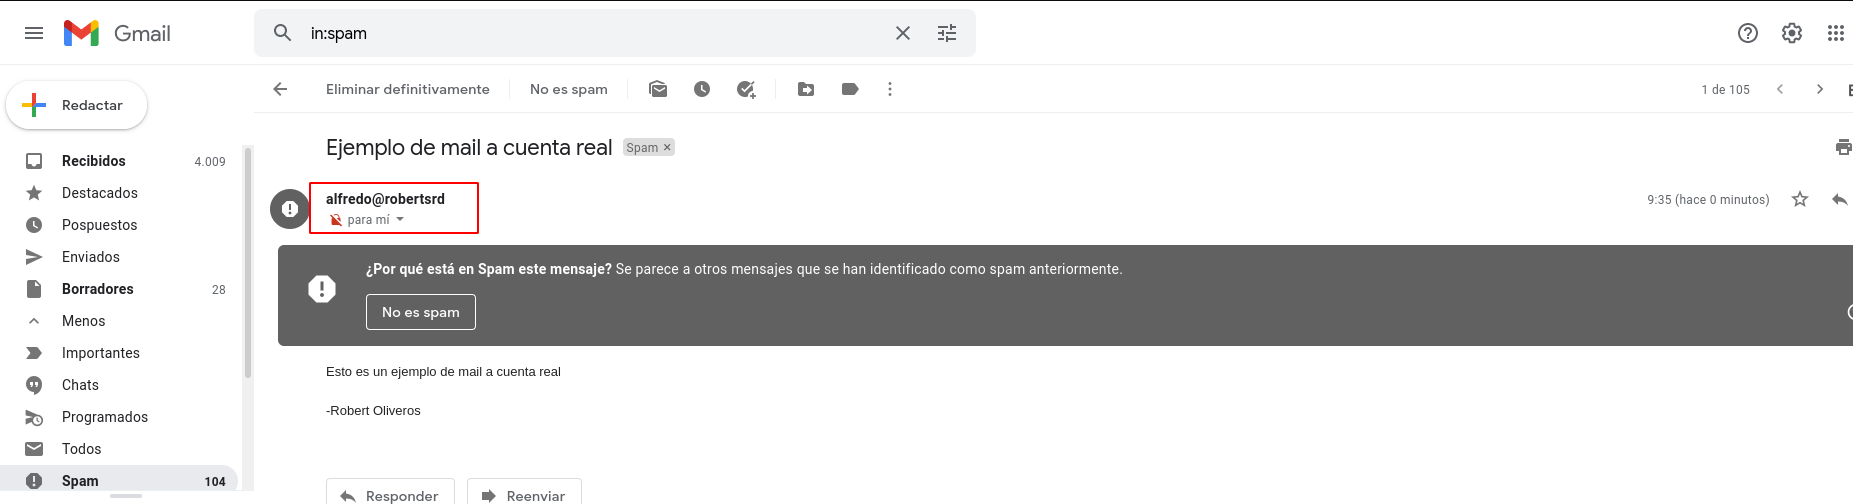 Gmail
in:spam
Redactar
Eliminar definitivamente
No es spam
1 de 105
Recibidos 4.009
Destacados
Pospuestos
Enviados
Borradores 28
Menos
Importantes
Chats
Programados
Todos
Spam 104
Ejemplo de mail a cuenta real Spam ×
alfredo@robertsrd
para mí
9:35 (hace 0 minutos)
¿Por qué está en Spam este mensaje? Se parece a otros mensajes que se han identificado como spam anteriormente.
No es spam
Esto es un ejemplo de mail a cuenta real
-Robert Oliveros
Responder
Reenviar